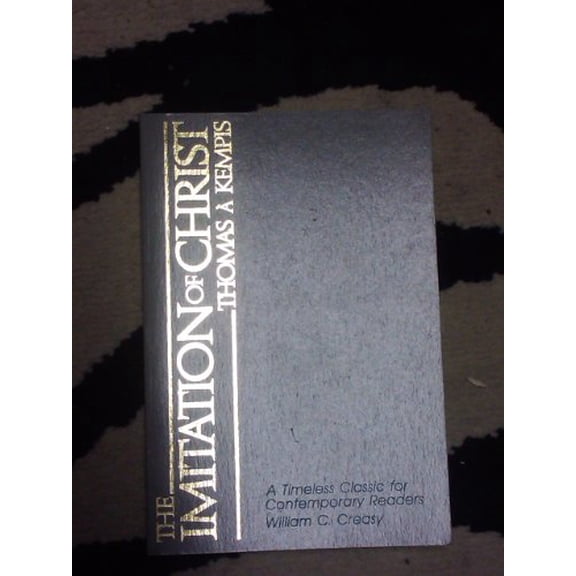 THE
IMITATION OF CHRIST
THOMAS À KEMPIS
A Timeless Classic for
Contemporary Readers
William C. Creasy